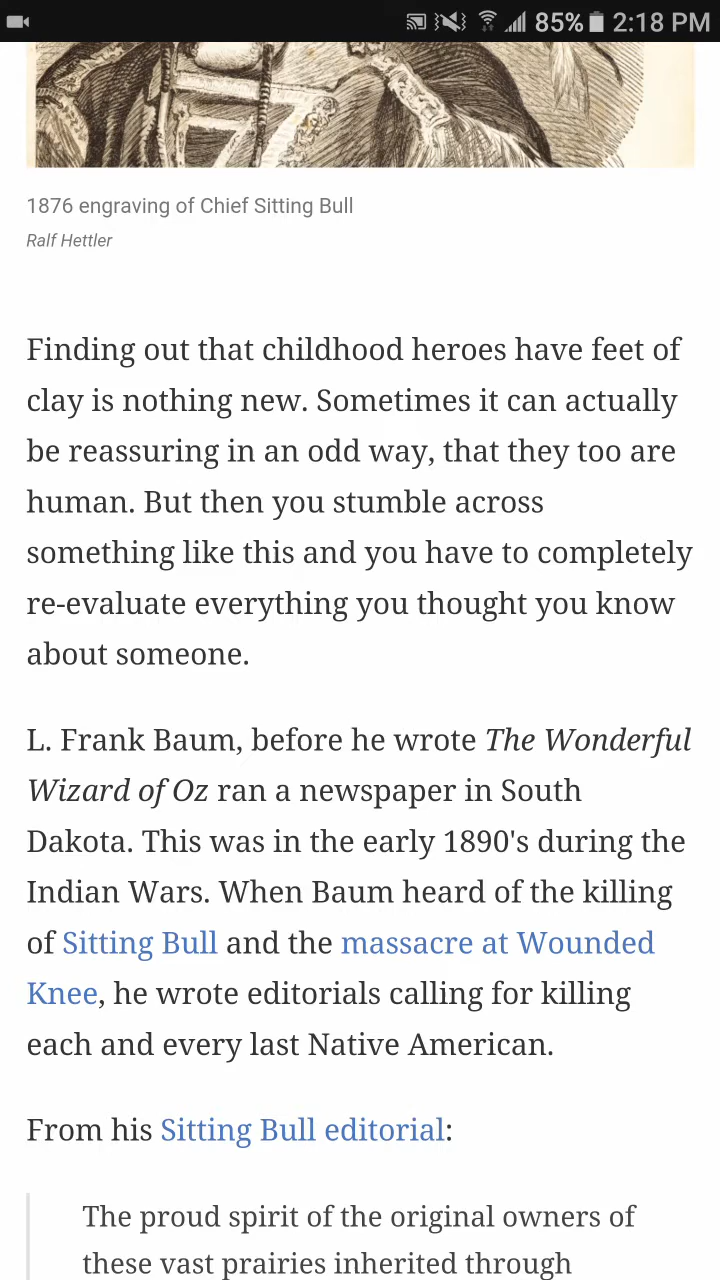 85% 2:18 PM
1876 engraving of Chief Sitting Bull
Ralf Hettler
Finding out that childhood heroes have feet of
clay is nothing new. Sometimes it can actually
be reassuring in an odd way, that they too are
human. But then you stumble across
something like this and you have to completely
re-evaluate everything you thought you know
about someone.
L. Frank Baum, before he wrote The Wonderful
Wizard of Oz ran a newspaper in South
Dakota. This was in the early 1890's during the
Indian Wars. When Baum heard of the killing
of Sitting Bull and the massacre at Wounded
Knee, he wrote editorials calling for killing
each and every last Native American.
From his Sitting Bull editorial:
The proud spirit of the original owners of
these vast prairies inherited through